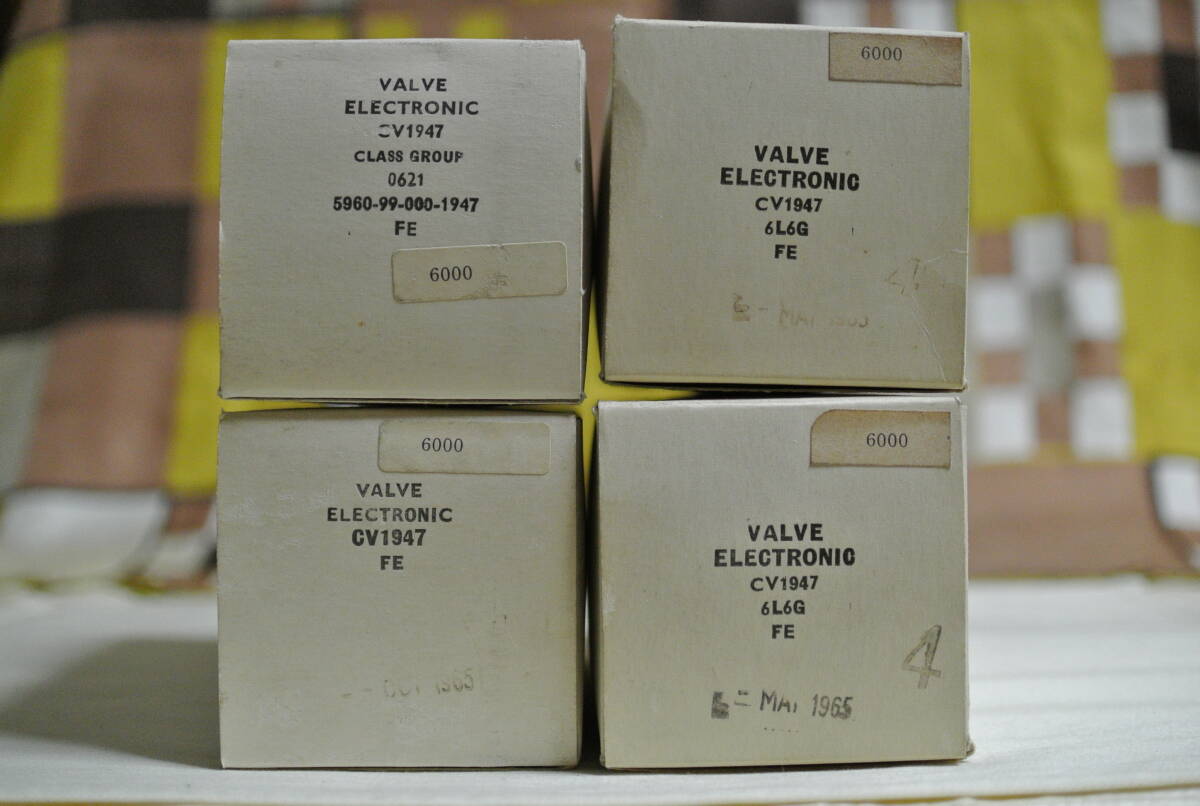 VALVE
ELECTRONIC
CV1947
CLASS GROUP
0621
5960-99-000-1947
FE
6000
6000
VALVE
ELECTRONIC
CV1947
6L6G
FE
6000
VALVE
ELECTRONIC
CV1947
FE
1965
6000
VALVE
ELECTRONIC
CV1947
6L6G
FE
4
1965